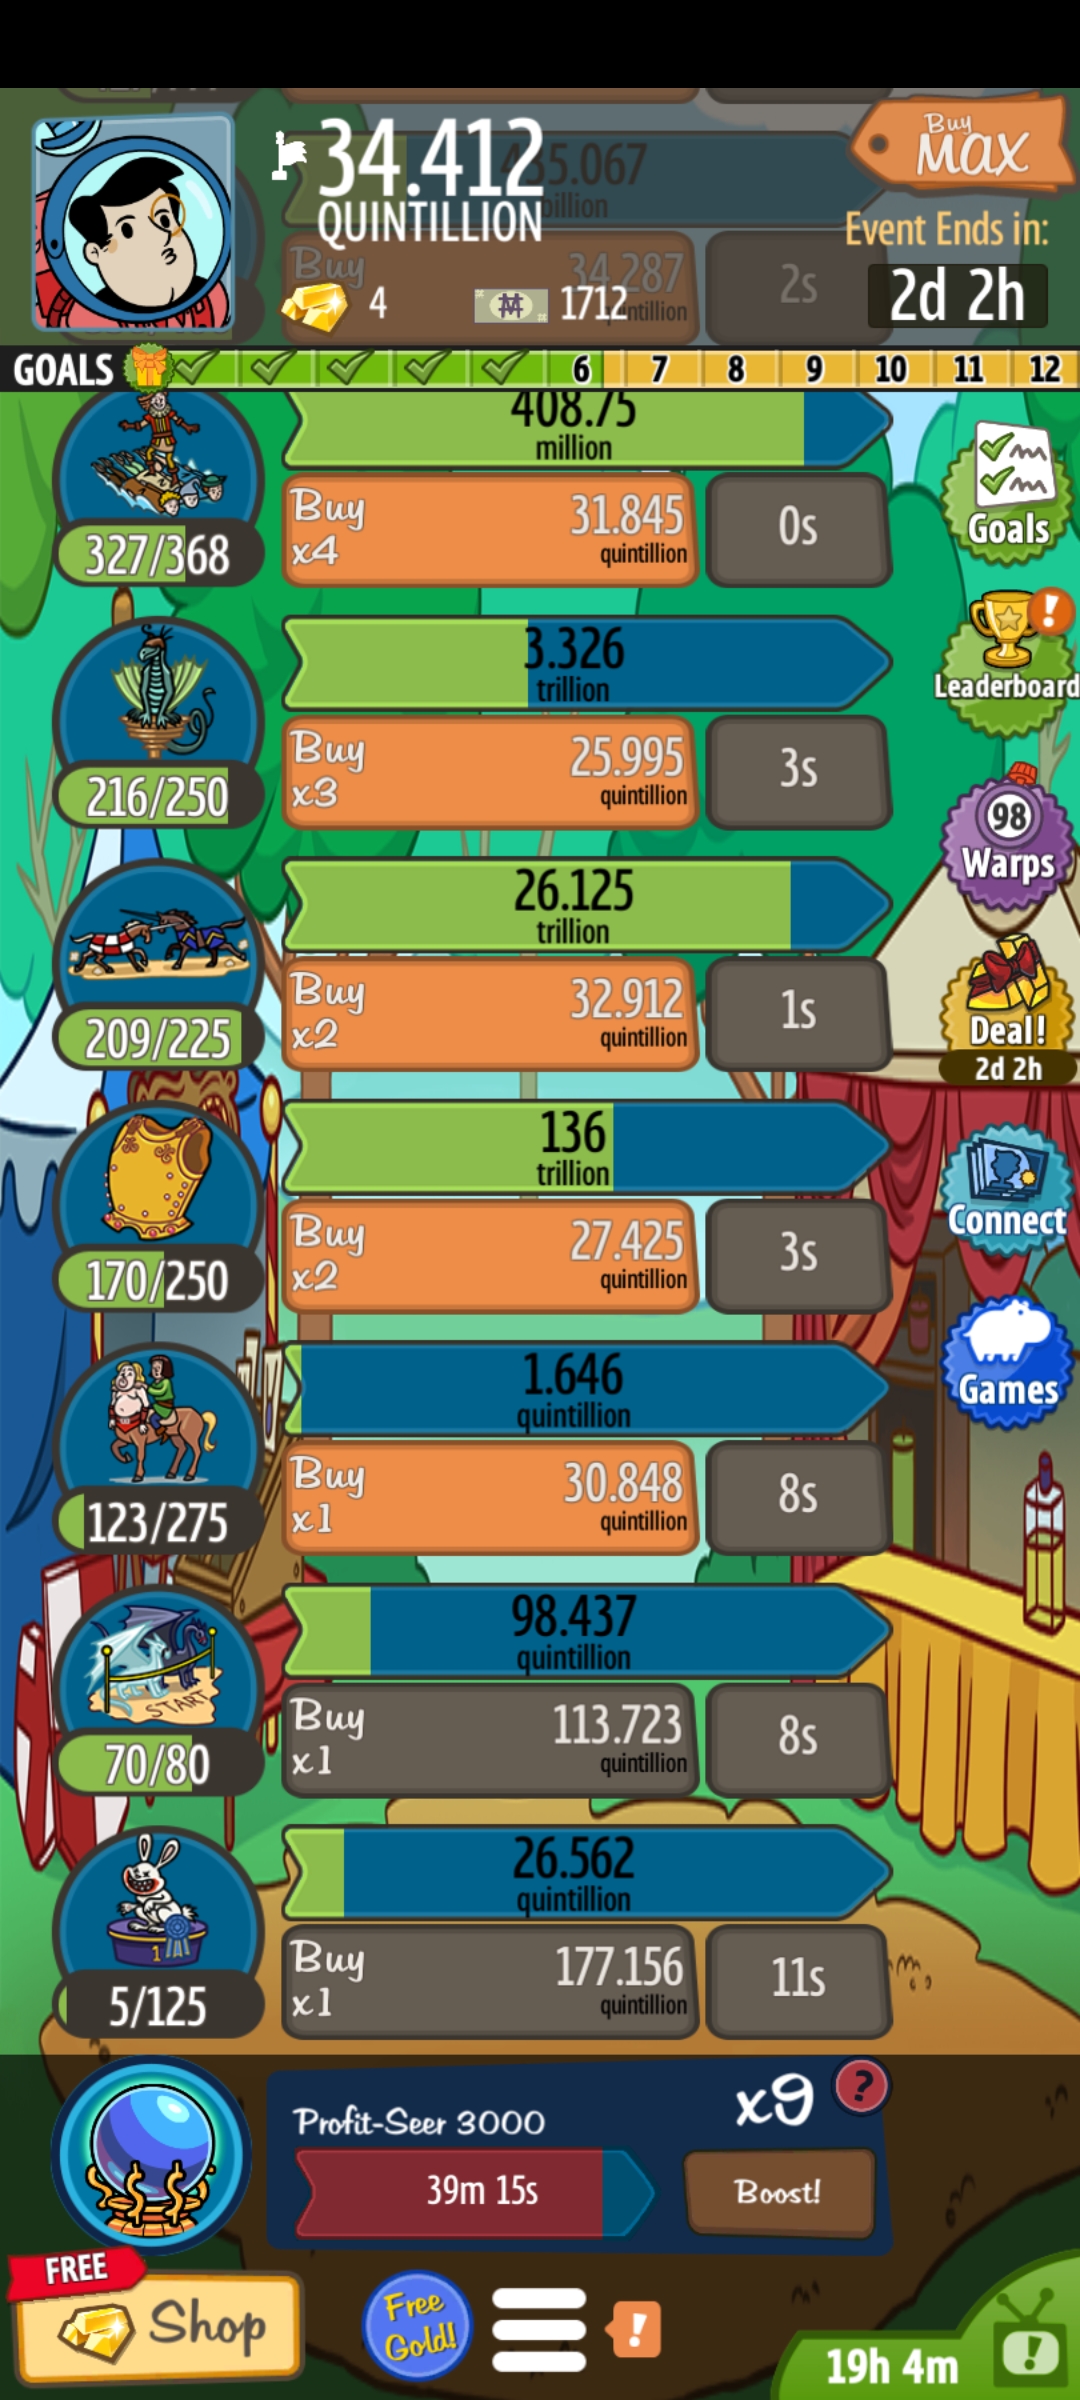 34.412
QUINTILLION
4
1712
Buy
MAX
Event Ends in:
2d 2h
Buy
34.287
2s
GOALS 6 7 8 9 10 11 12
408.75
million
327/368
Buy
x4
31.845
quintillion
0s
Goals
3.326
trillion
216/250
Buy
x3
25.995
quintillion
3s
!
Leaderboard
98
Warps
26.125
trillion
209/225
Buy
x2
32.912
quintillion
1s
Deal!
2d 2h
136
trillion
170/250
Buy
x2
27.425
quintillion
3s
Connect
1.646
quintillion
123/275
Buy
x1
30.848
quintillion
8s
Games
98.437
quintillion
START
70/80
Buy
x1
113.723
quintillion
8s
26.562
quintillion
1
5/125
Buy
x1
177.156
quintillion
11s
Profit-Seer 3000
x9
?
39m 15s
Boost!
FREE
Shop
Free
Gold!
!
19h 4m
!